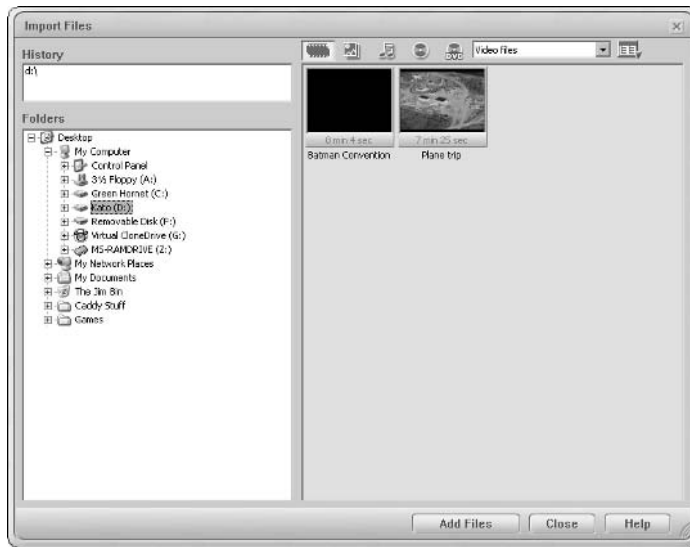 Import Files
History
d:\
Folders
Desktop
My Computer
Control Panel
3½ Floppy (A:)
Green Hornet (C:)
Kato (D:)
Removable Disk (F:)
Virtual CloneDrive (G:)
MS-RAMDRIVE (Z:)
My Network Places
My Documents
The Jim Bin
Caddy Stuff
Games
DVD
Video files
0 min 4 sec
7 min 25 sec
Batman Convention
Plane trip
Add Files
Close
Help